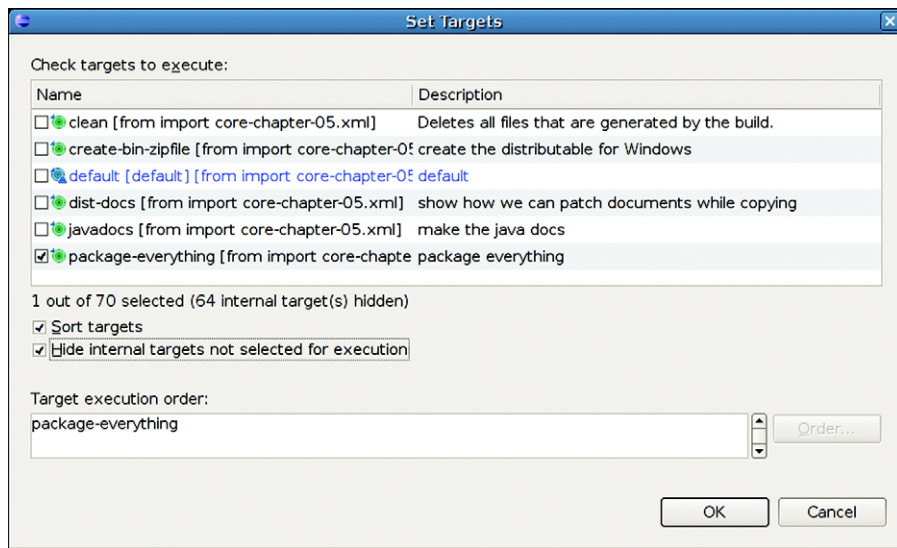 Set Targets
Check targets to execute:
Name Description
clean [from import core-chapter-05.xml] Deletes all files that are generated by the build.
create-bin-zipfile [from import core-chapter-05 create the distributable for Windows
default [default] [from import core-chapter-05 default
dist-docs [from import core-chapter-05.xml] show how we can patch documents while copying
javadocs [from import core-chapter-05.xml] make the java docs
package-everything [from import core-chapte package everything
1 out of 70 selected (64 internal target(s) hidden)
Sort targets
Hide internal targets not selected for execution
Target execution order:
package-everything
Order...
OK Cancel